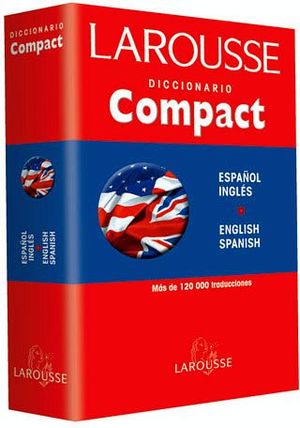 LAROUSSE
DICCIONARIO
Compact
ESPAÑOL
INGLÉS
ENGLISH
SPANISH
Más de 120 000 traducciones
LAROUSSE
DICCIONARIO
Compact
ESPAÑOL
INGLÉS
ENGLISH
SPANISH
LAROUSSE